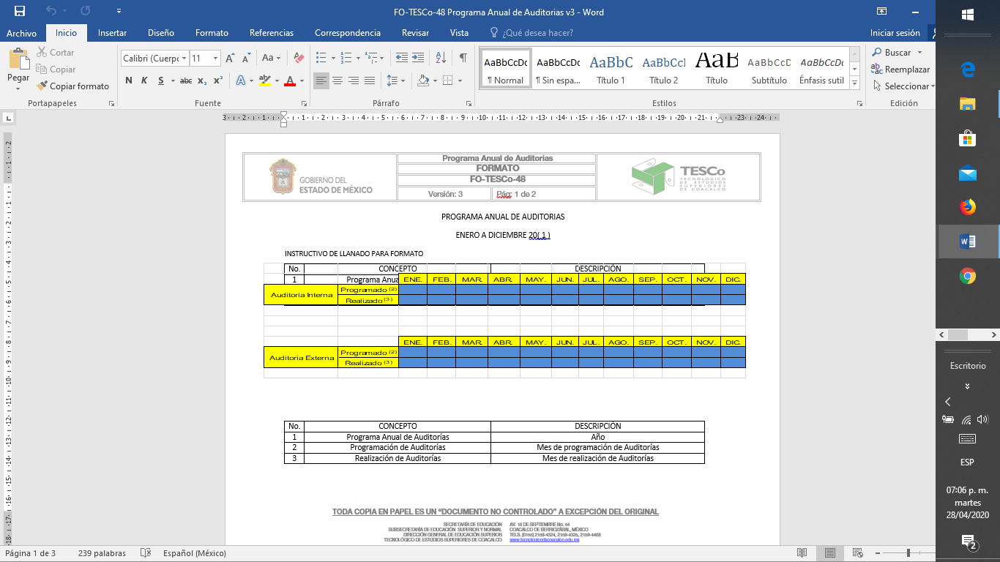 FO-TESCo-48 Programa Anual de Auditorias v3 - Word
Archivo Inicio Insertar Diseño Formato Referencias Correspondencia Revisar Vista ¿Qué desea hacer? Iniciar sesión
Pegar
Cortar
Copiar
Copiar formato
Calibri (Cuerpo 11
N K S abc x₂ x²
AaBbCcDc AaBbCcDc AaBbC AaBbCcI AaB AaBbCcD AaBbCcDc
¶ Normal ¶ Sin espa... Título 1 Título 2 Título Subtítulo Énfasis sutil
Buscar
Reemplazar
Seleccionar
Portapapeles Fuente Párrafo Estilos Edición
GOBIERNO DEL
ESTADO DE MÉXICO
Programa Anual de Auditorias
FORMATO
FO-TESCo-48
Versión: 3 Pág: 1 de 2
TESCo
TECNOLÓGICO
DE ESTUDIOS
SUPERIORES
DE COACALCO
PROGRAMA ANUAL DE AUDITORIAS
ENERO A DICIEMBRE 20( 1 )
INSTRUCTIVO DE LLANADO PARA FORMATO
No. CONCEPTO DESCRIPCIÓN
1 Programa Anua
ENE. FEB. MAR. ABR. MAY. JUN. JUL. AGO. SEP. OCT. NOV. DIC.
Auditoria Interna
Programado (2)
Realizado (3)
ENE. FEB. MAR. ABR. MAY. JUN. JUL. AGO. SEP. OCT. NOV. DIC.
Auditoria Externa
Programado (2)
Realizado (3)
No. CONCEPTO DESCRIPCIÓN
1 Programa Anual de Auditorías Año
2 Programación de Auditorías Mes de programación de Auditorías
3 Realización de Auditorías Mes de realización de Auditorías
TODA COPIA EN PAPEL ES UN “DOCUMENTO NO CONTROLADO” A EXCEPCIÓN DEL ORIGINAL
SECRETARÍA DE EDUCACIÓN AV. 16 DE SEPTIEMBRE No. 54
SUBSECRETARÍA DE EDUCACIÓN SUPERIOR Y NORMAL COACALCO DE BERRIOZÁBAL, MÉXICO
DIRECCIÓN GENERAL DE EDUCACIÓN SUPERIOR TELS. (0155) 2159-4324, 2159-4325, 2159-4468
TECNOLÓGICO DE ESTUDIOS SUPERIORES DE COACALCO www.tecnologicodecoacalco.edu.mx
Página 1 de 3 239 palabras Español (México)
Escritorio
ESP
07:06 p. m.
martes
28/04/2020
2